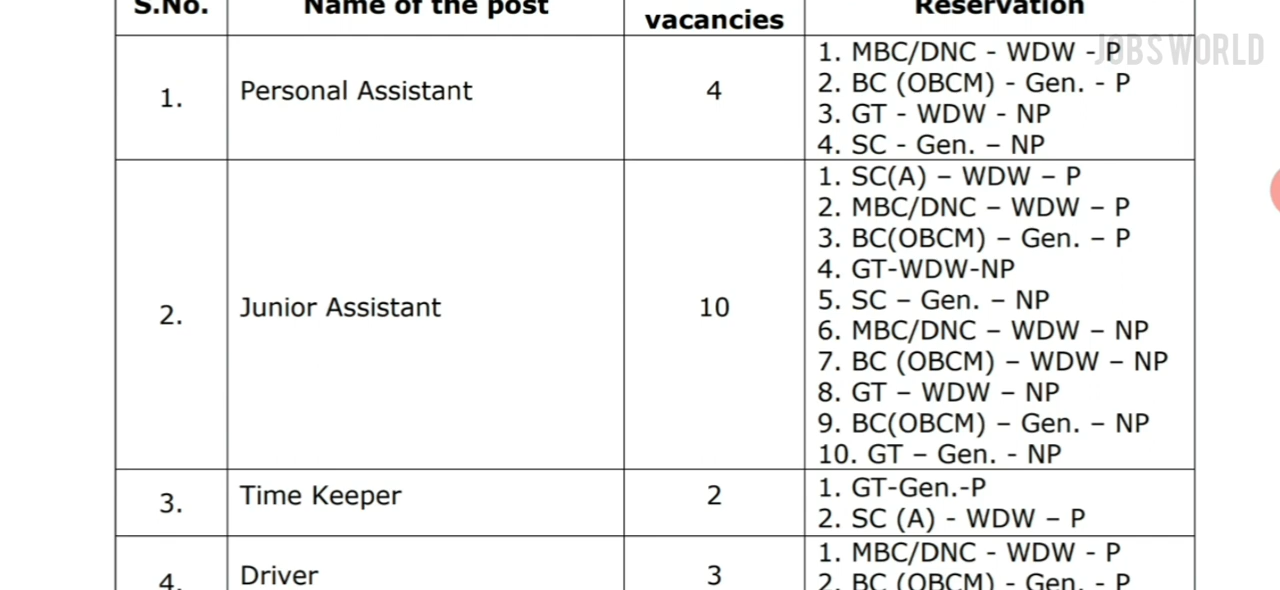 S.No.
Name of the post
vacancies
Reservation
JOBS WORLD
1.
Personal Assistant
4
1. MBC/DNC - WDW - P
2. BC (OBCM) - Gen. - P
3. GT - WDW - NP
4. SC - Gen. – NP
2.
Junior Assistant
10
1. SC(A) – WDW – P
2. MBC/DNC – WDW – P
3. BC(OBCM) – Gen. – P
4. GT-WDW-NP
5. SC – Gen. – NP
6. MBC/DNC – WDW – NP
7. BC (OBCM) – WDW – NP
8. GT – WDW – NP
9. BC(OBCM) – Gen. – NP
10. GT – Gen. - NP
3.
Time Keeper
2
1. GT-Gen.-P
2. SC (A) - WDW – P
4.
Driver
3
1. MBC/DNC - WDW - P
2. BC (OBCM) - Gen. - P